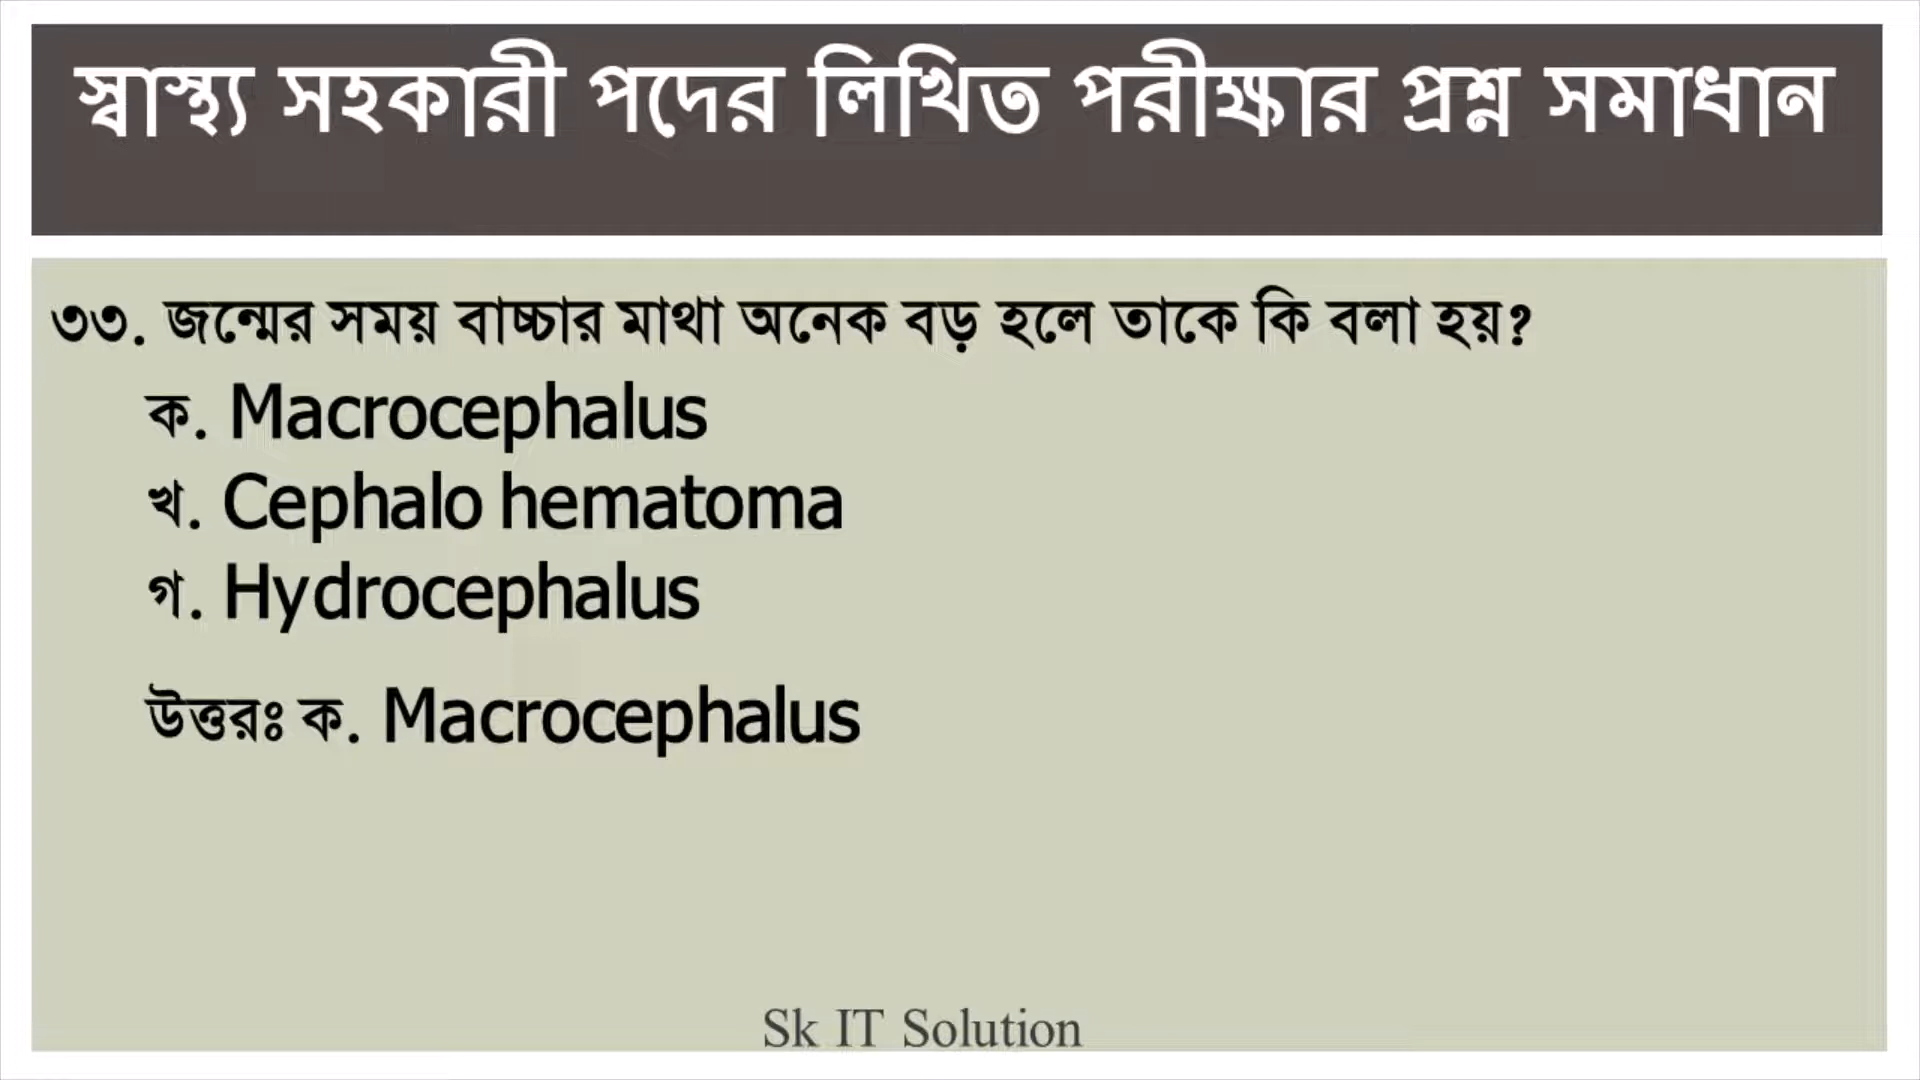 স্বাস্থ্য সহকারী পদের লিখিত পরীক্ষার প্রশ্ন সমাধান
৩৩. জন্মের সময় বাচ্চার মাথা অনেক বড় হলে তাকে কি বলা হয়?
ক. Macrocephalus
খ. Cephalo hematoma
গ. Hydrocephalus
উত্তরঃ ক. Macrocephalus
Sk IT Solution